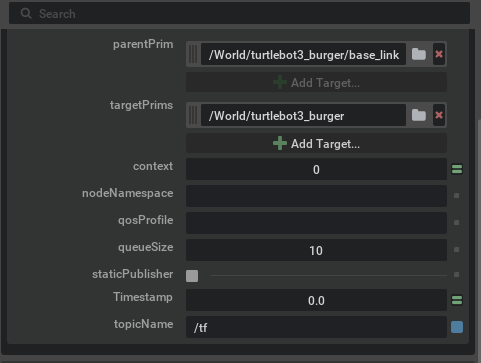 Search
parentPrim /World/turtlebot3_burger/base_link
Add Target...
targetPrims /World/turtlebot3_burger
Add Target...
context 0
nodeNamespace
qosProfile
queueSize 10
staticPublisher
Timestamp 0.0
topicName /tf